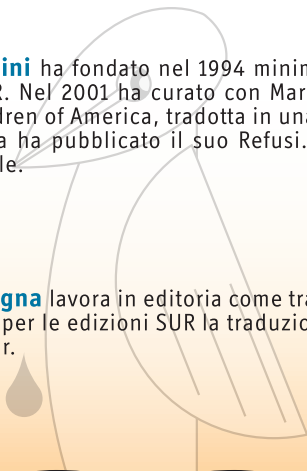 ini ha fondato nel 1994 minim
R. Nel 2001 ha curato con Mar
dren of America, tradotta in una
a ha pubblicato il suo Refusi.
le.
gna lavora in editoria come tra
per le edizioni SUR la traduzio
r.